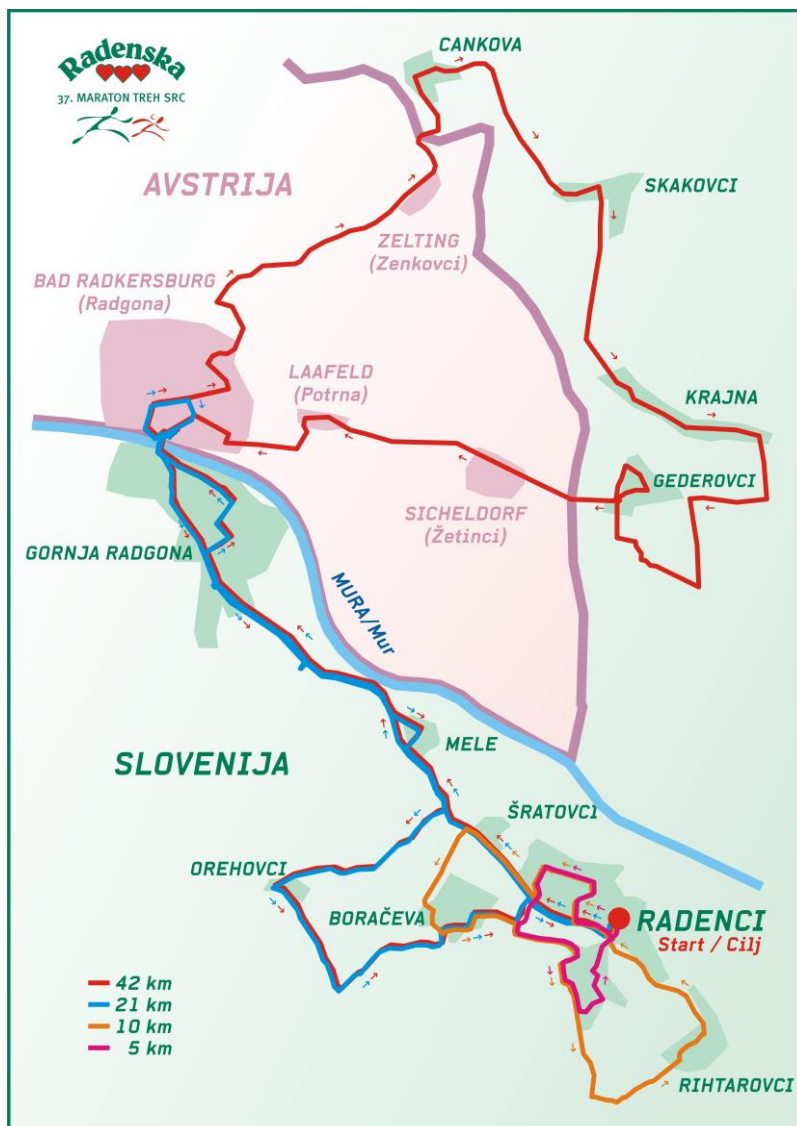 Radenska
37. MARATON TREH SRC
CANKOVA
AVSTRIJA
SKAKOVCI
ZELTING
(Zenkovci)
BAD RADKERSBURG
(Radgona)
LAAFELD
(Potrna)
KRAJNA
GEDEROVCI
SICHELDORF
(Žetinci)
GORNJA RADGONA
MURA/Mur
MELE
SLOVENIJA
ŠRATOVCI
OREHOVCI
BORAČEVA
RADENCI
Start / Cilj
42 km
21 km
10 km
5 km
RIHTAROVCI